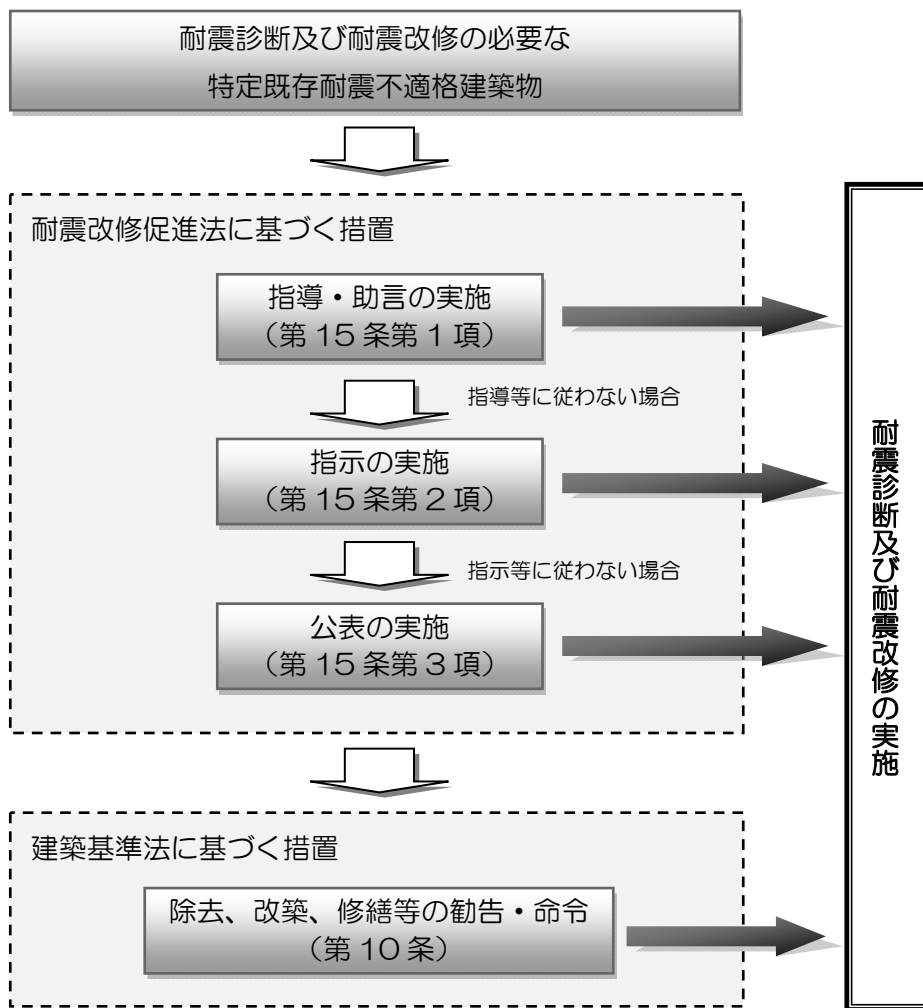 耐震診断及び耐震改修の必要な
特定既存耐震不適格建築物
耐震改修促進法に基づく措置
指導・助言の実施
（第15条第1項）
指導等に従わない場合
指示の実施
（第15条第2項）
指示等に従わない場合
公表の実施
（第15条第3項）
建築基準法に基づく措置
除去、改築、修繕等の勧告・命令
（第10条）
耐震診断及び耐震改修の実施